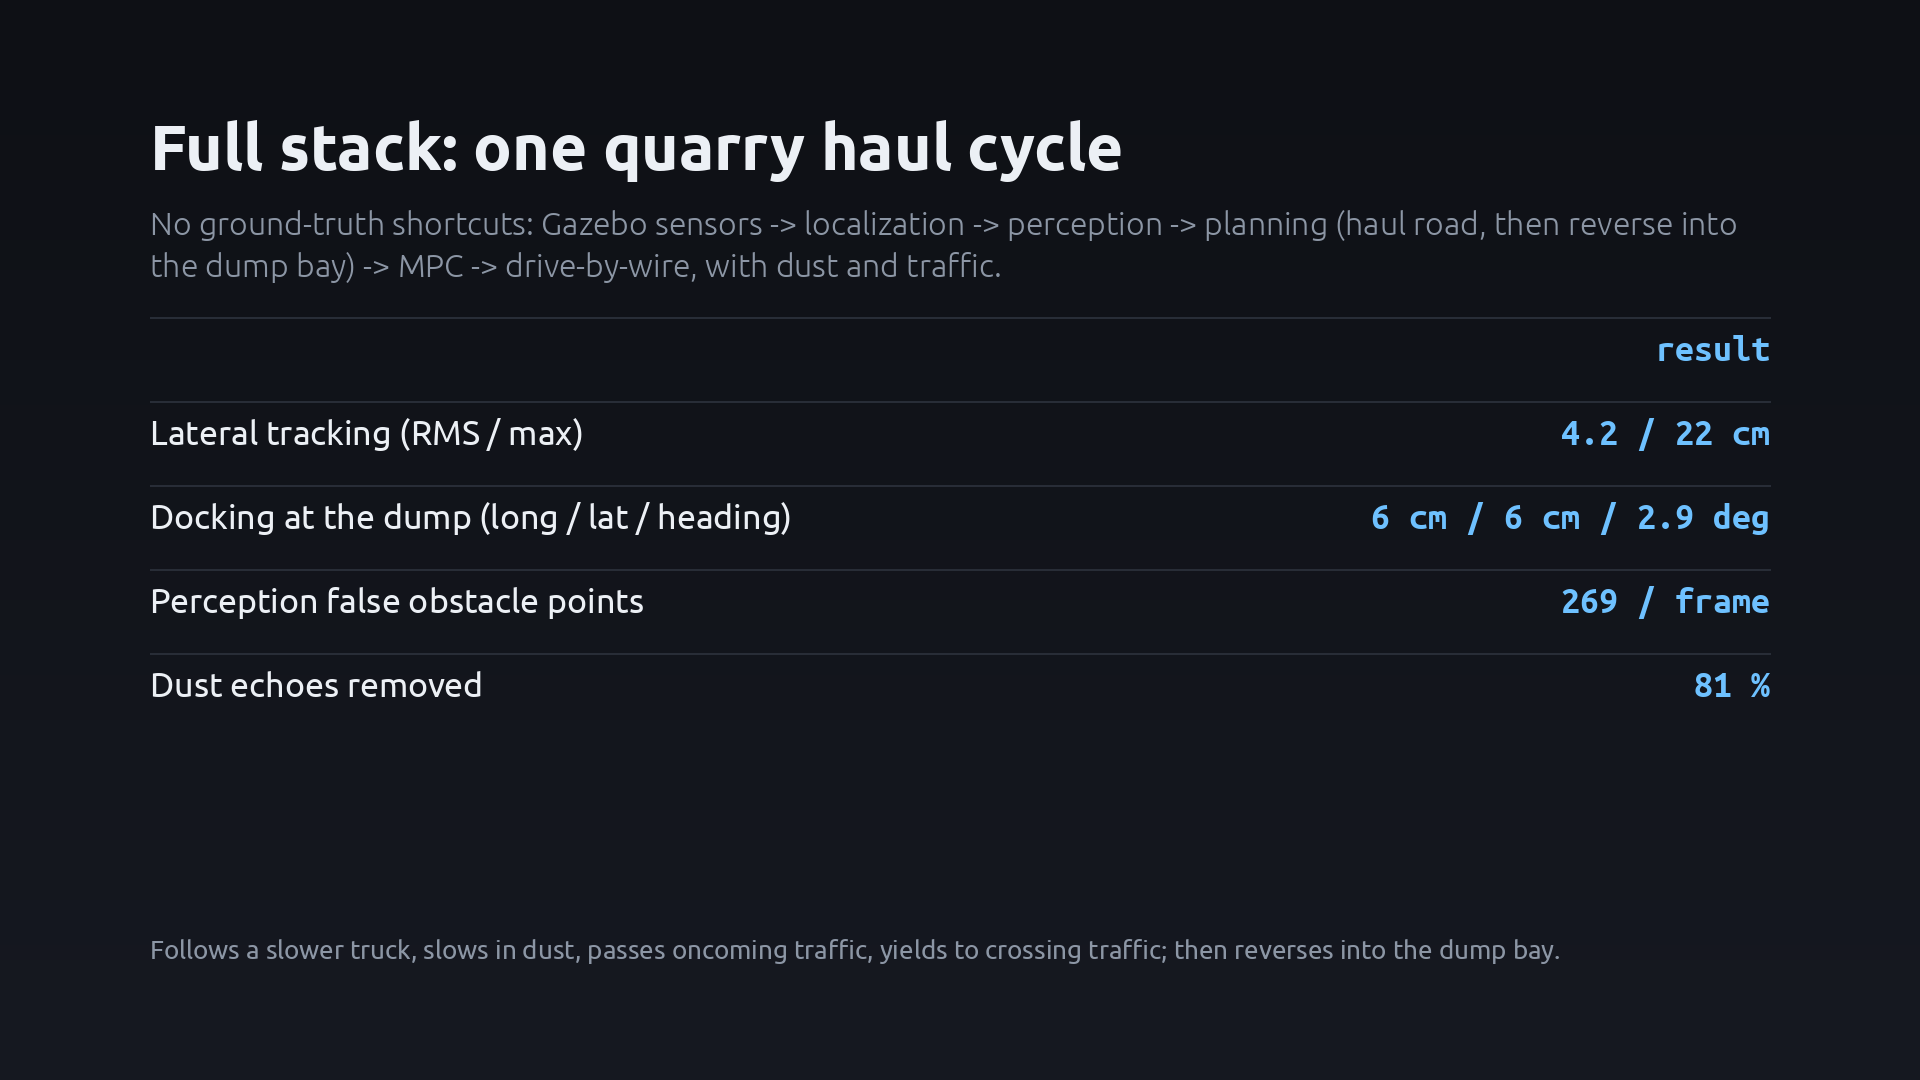 Full stack: one quarry haul cycle
No ground-truth shortcuts: Gazebo sensors -> localization -> perception -> planning (haul road, then reverse into
the dump bay) -> MPC -> drive-by-wire, with dust and traffic.
result
Lateral tracking (RMS / max) 4.2 / 22 cm
Docking at the dump (long / lat / heading) 6 cm / 6 cm / 2.9 deg
Perception false obstacle points 269 / frame
Dust echoes removed 81 %
Follows a slower truck, slows in dust, passes oncoming traffic, yields to crossing traffic; then reverses into the dump bay.